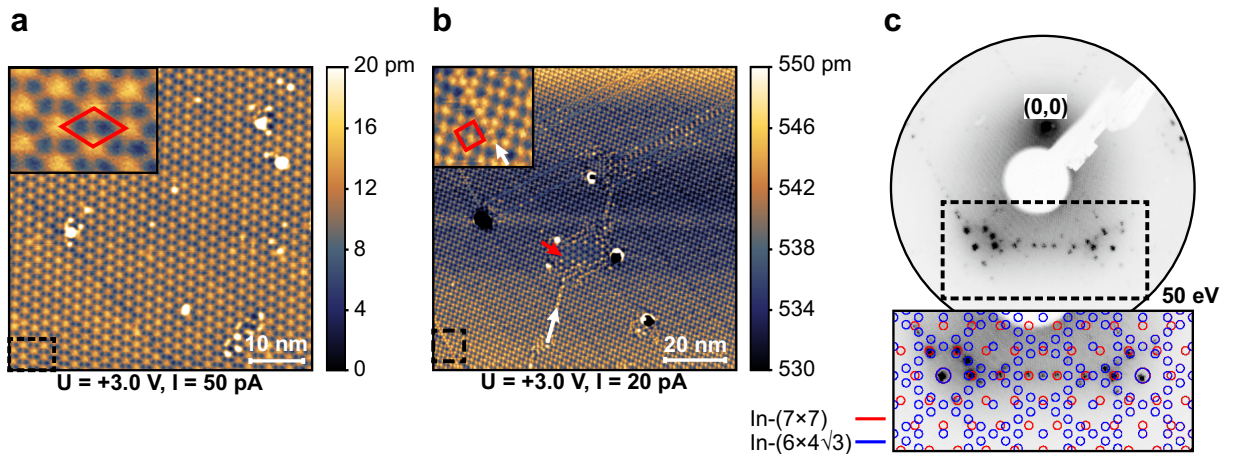 a
20 pm
16
12
8
4
0
10 nm
U = +3.0 V, I = 50 pA
b
550 pm
546
542
538
534
530
20 nm
U = +3.0 V, I = 20 pA
c
(0,0)
50 eV
In-(7×7)
In-(6×4√3)